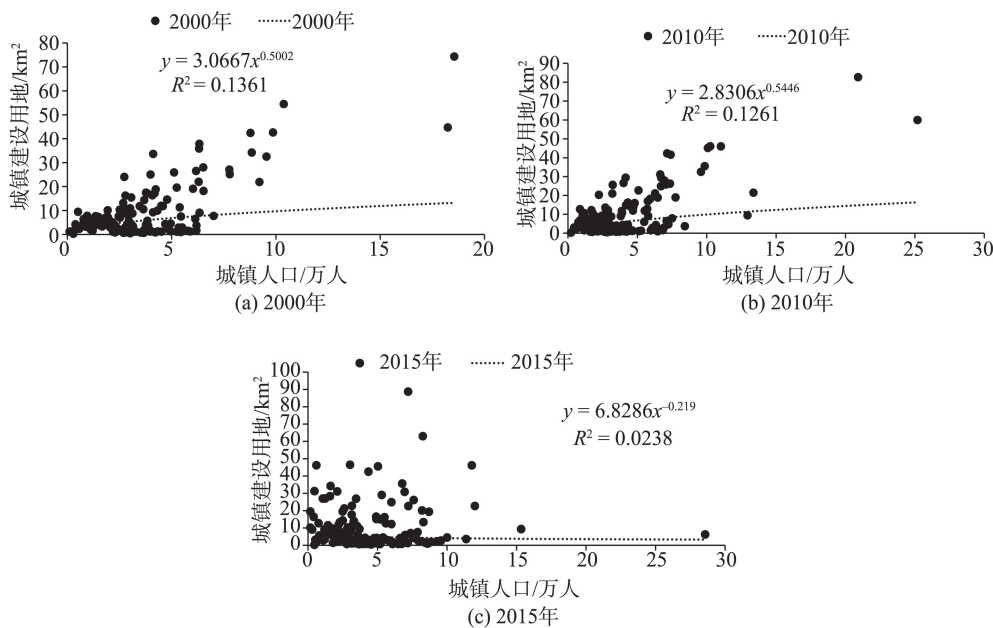 2000年 2000年
城镇建设用地/km²
80
70
60
50
40
30
20
10
0
y = 3.0667x^0.5002
R² = 0.1361
0 5 10 15 20
城镇人口/万人
(a) 2000年
2010年 2010年
城镇建设用地/km²
90
80
70
60
50
40
30
20
10
0
y = 2.8306x^0.5446
R² = 0.1261
0 5 10 15 20 25 30
城镇人口/万人
(b) 2010年
2015年 2015年
城镇建设用地/km²
100
90
80
70
60
50
40
30
20
10
0
y = 6.8286x^–0.219
R² = 0.0238
0 5 10 15 20 25 30
城镇人口/万人
(c) 2015年